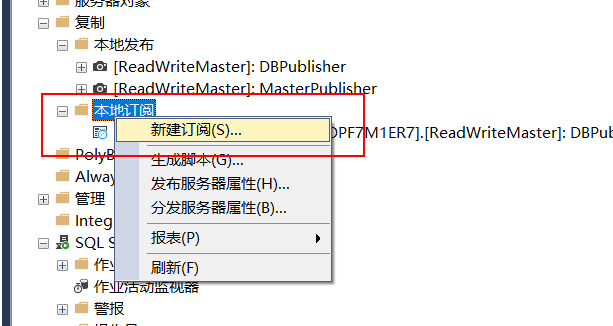 服务器对象
复制
本地发布
[ReadWriteMaster]: DBPublisher
[ReadWriteMaster]: MasterPublisher
本地订阅
新建订阅(S)...
OPF7M1ER7].[ReadWriteMaster]: DBPu
PolyB
生成脚本(G)...
Alway
发布服务器属性(H)...
管理
分发服务器属性(B)...
Integ
报表(P)
SQL S
刷新(F)
作业
作业活动监视器
警报